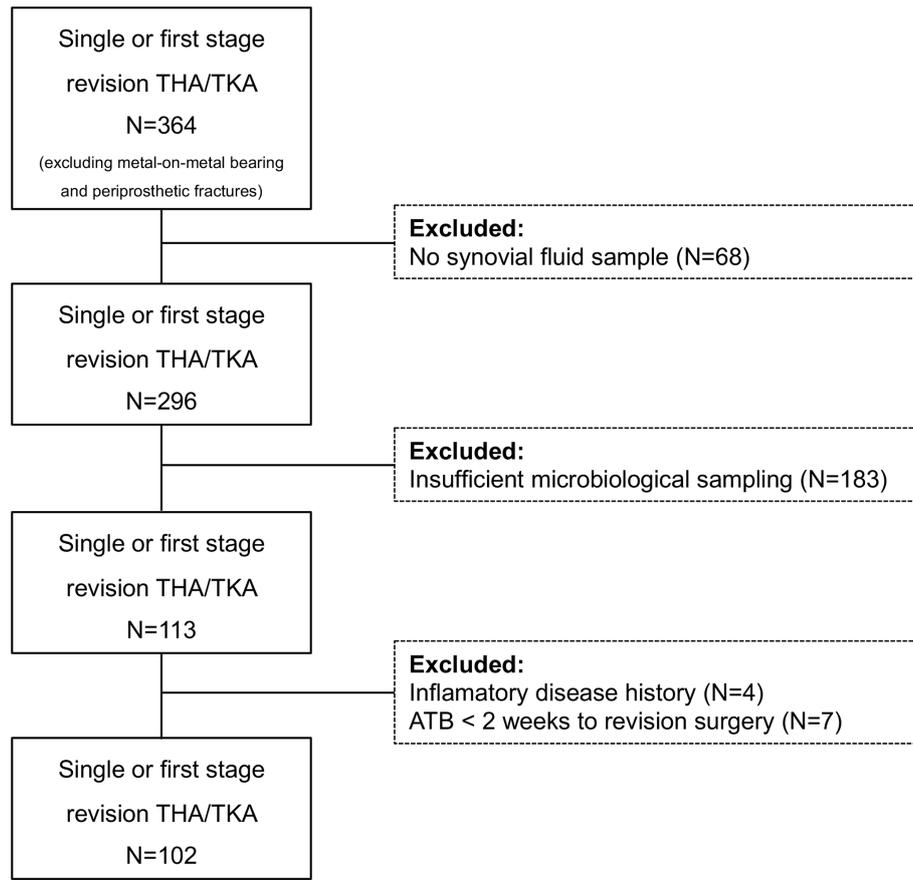 Single or first stage
revision THA/TKA
N=364
(excluding metal-on-metal bearing
and periprosthetic fractures)
Excluded:
No synovial fluid sample (N=68)
Single or first stage
revision THA/TKA
N=296
Excluded:
Insufficient microbiological sampling (N=183)
Single or first stage
revision THA/TKA
N=113
Excluded:
Inflamatory disease history (N=4)
ATB < 2 weeks to revision surgery (N=7)
Single or first stage
revision THA/TKA
N=102